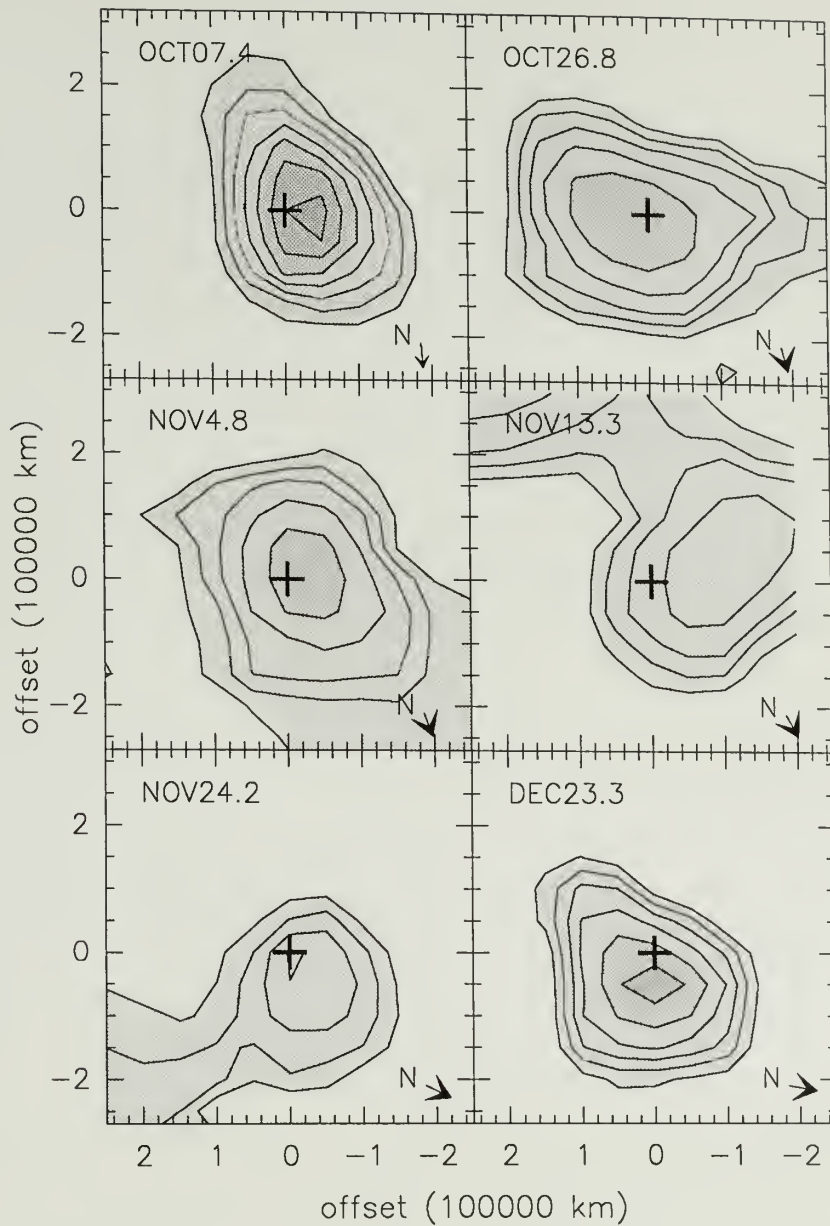 OCT07.4
OCT26.8
2
0
-2
N
N
NOV4.8
NOV13.3
2
0
-2
N
N
NOV24.2
DEC23.3
2
0
-2
N
N
2 1 0 -1 -2 2 1 0 -1 -2
offset (100000 km)
offset (100000 km)